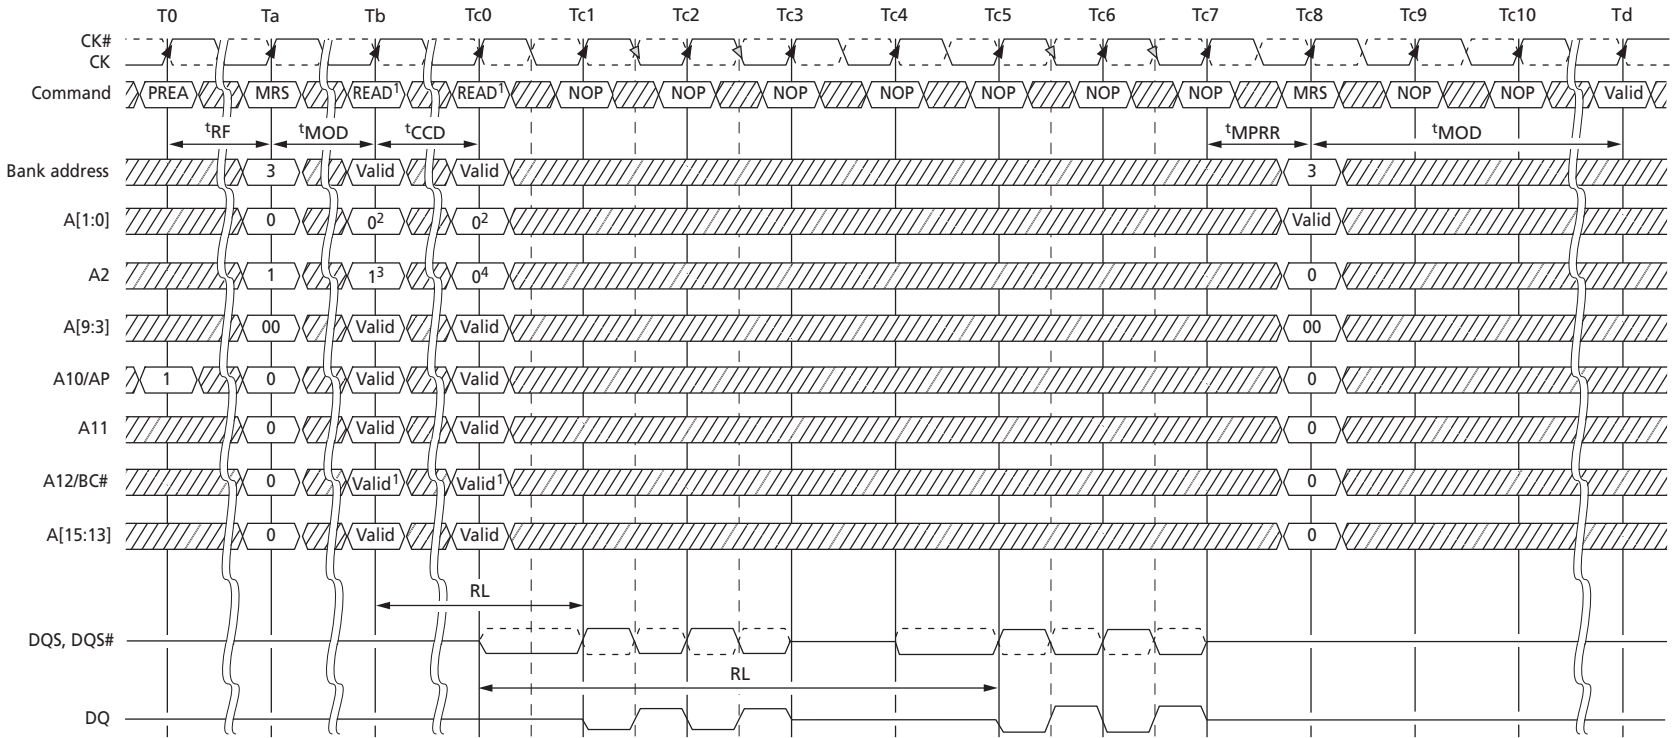 T0 Ta Tb Tc0 Tc1 Tc2 Tc3 Tc4 Tc5 Tc6 Tc7 Tc8 Tc9 Tc10 Td
CK#
CK
Command PREA MRS READ1 READ1 NOP NOP NOP NOP NOP NOP NOP MRS NOP NOP Valid
tRF tMOD tCCD tMPRR tMOD
Bank address 3 Valid Valid 3
A[1:0] 0 02 02 Valid
A2 1 13 04 0
A[9:3] 00 Valid Valid 00
A10/AP 1 0 Valid Valid 0
A11 0 Valid Valid 0
A12/BC# 0 Valid1 Valid1 0
A[15:13] 0 Valid Valid 0
RL
DQS, DQS#
RL
DQ